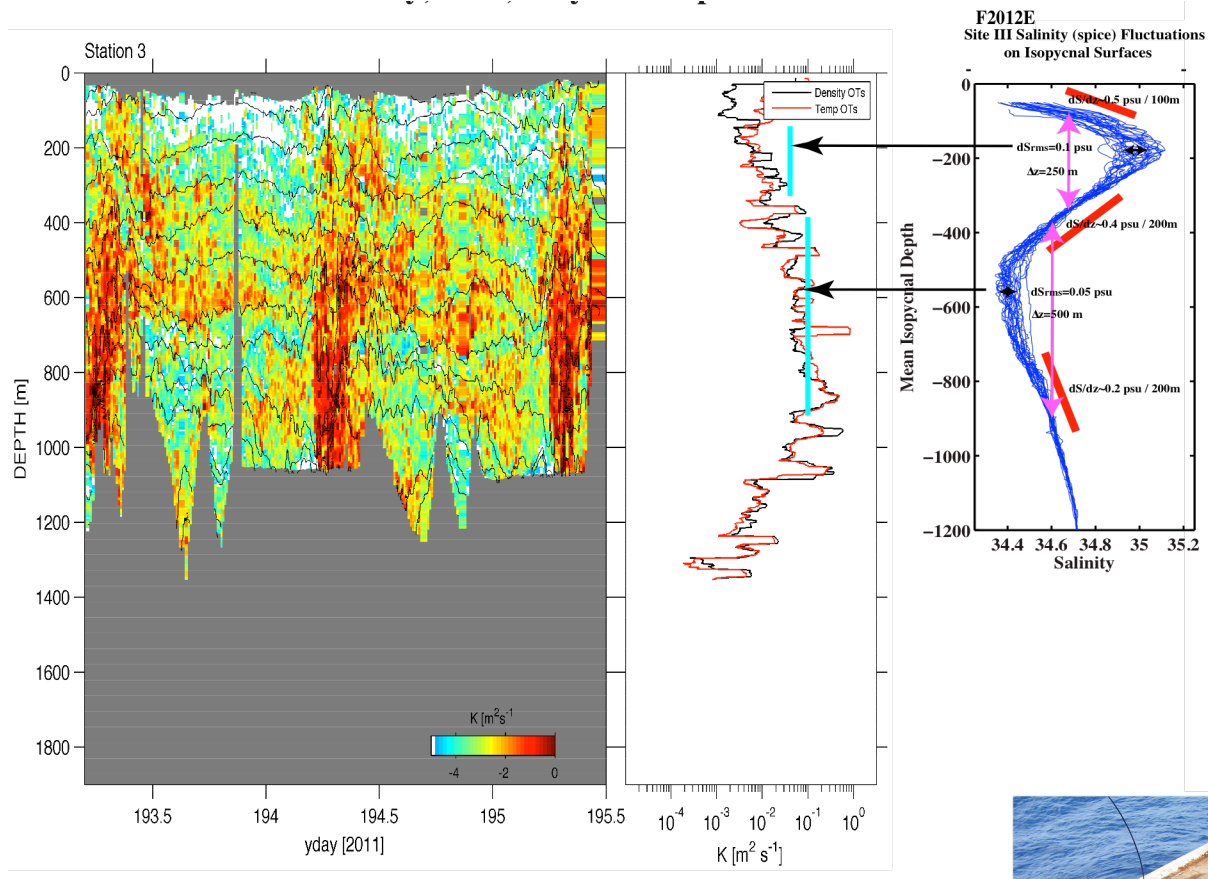 Station 3
0
200
400
600
800
1000
1200
1400
1600
1800
DEPTH [m]
K [m²s⁻¹
-4
-2
0
193.5
194
194.5
195
195.5
yday [2011]
Density OTs
Temp OTs
10⁻⁴
10⁻³
10⁻²
10⁻¹
10⁰
K [m² s⁻¹]
F2012E
Site III Salinity (spice) Fluctuations
on Isopycnal Surfaces
0
−200
−400
−600
−800
−1000
−1200
Mean Isopycnal Depth
dS/dz~0.5 psu / 100m
dSrms=0.1 psu
Δz=250 m
dS/dz~0.4 psu / 200m
dSrms=0.05 psu
Δz=500 m
dS/dz~0.2 psu / 200m
34.4
34.6
34.8
35
35.2
Salinity